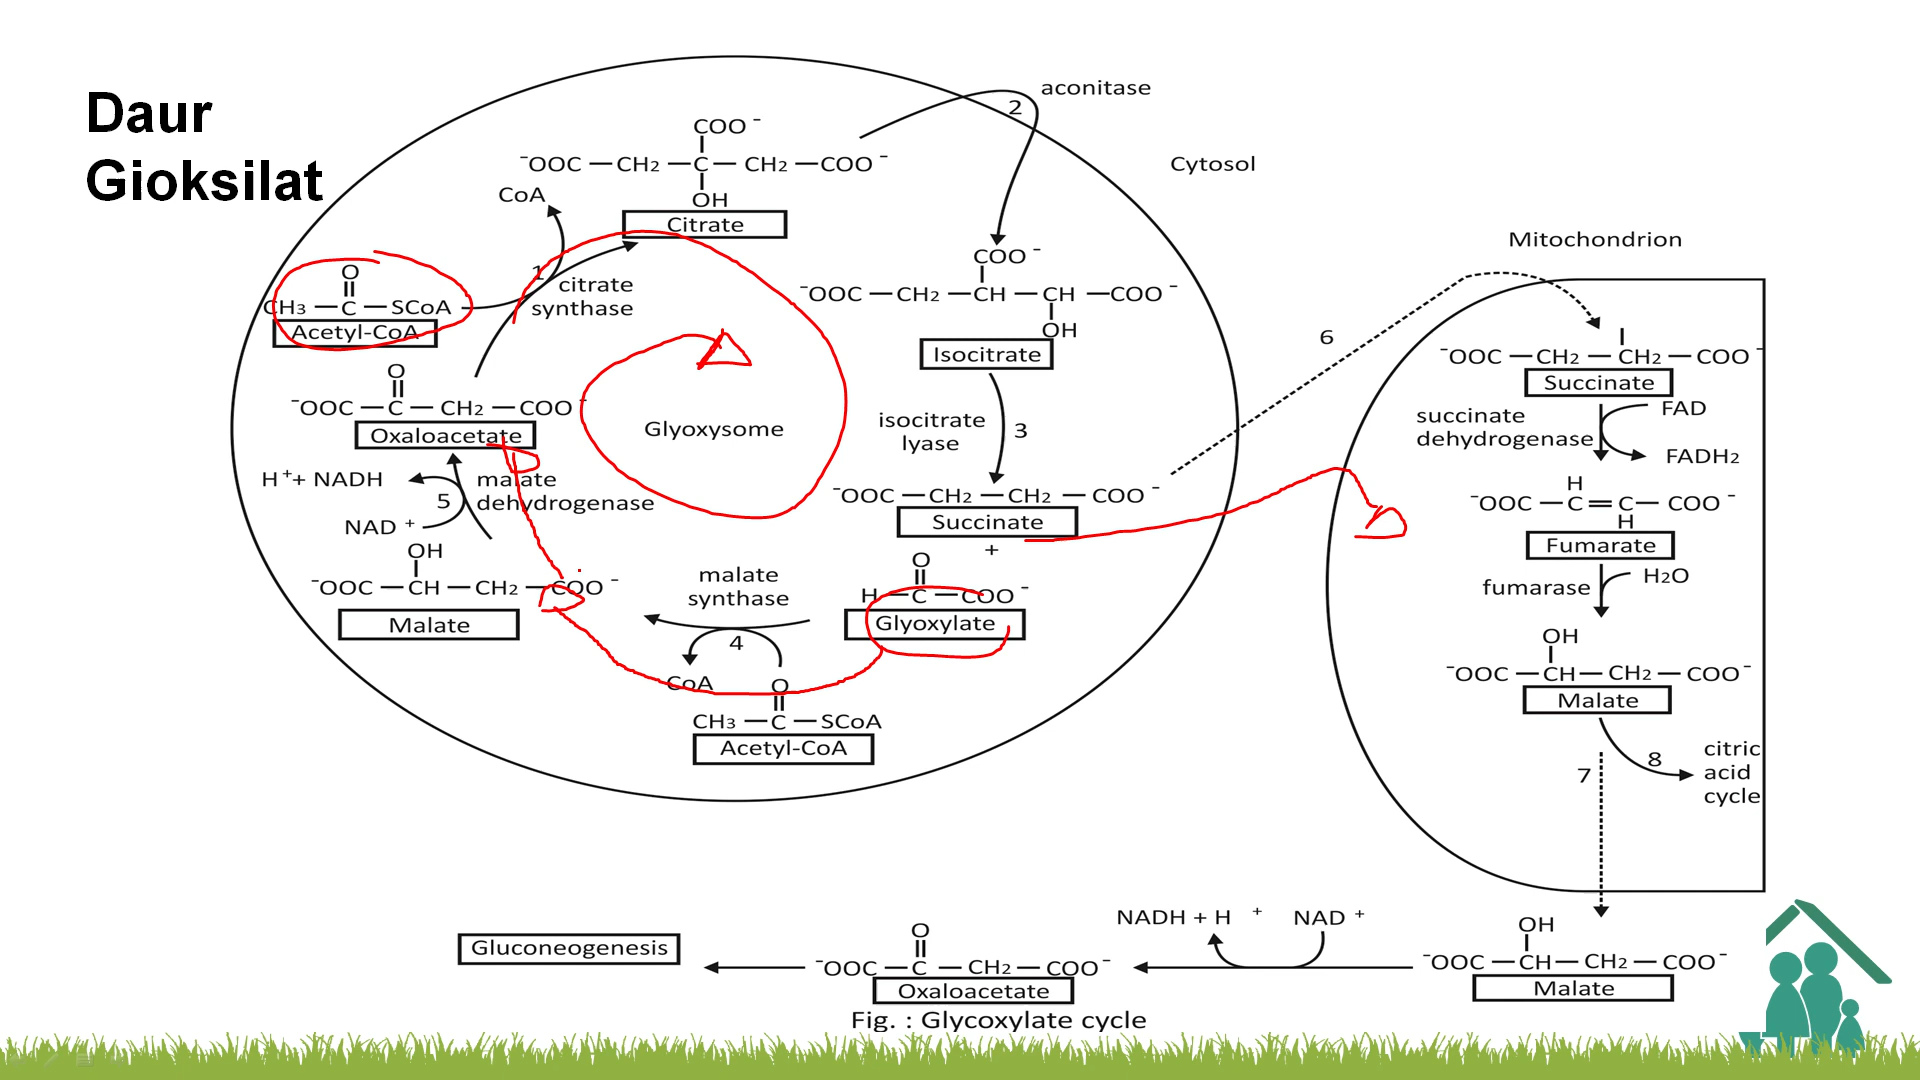 Daur
Gioksilat
aconitase
2
COO⁻
⁻OOC — CH₂ — C — CH₂ — COO⁻
OH
Citrate
CoA
Cytosol
1
citrate
synthase
O
CH₃ — C — SCoA
Acetyl-CoA
COO⁻
⁻OOC — CH₂ — CH — CH — COO⁻
OH
Isocitrate
O
⁻OOC — C — CH₂ — COO⁻
Oxaloacetate
Glyoxysome
isocitrate
lyase
3
H⁺+ NADH
5
NAD⁺
malate
dehydrogenase
⁻OOC — CH₂ — CH₂ — COO⁻
Succinate
+
O
H — C — COO⁻
Glyoxylate
OH
⁻OOC — CH — CH₂ — COO⁻
Malate
malate
synthase
4
CoA
O
CH₃ — C — SCoA
Acetyl-CoA
6
Mitochondrion
⁻OOC — CH₂ — CH₂ — COO⁻
Succinate
succinate
dehydrogenase
FAD
FADH₂
H
⁻OOC — C = C — COO⁻
H
Fumarate
fumarase
H₂O
OH
⁻OOC — CH — CH₂ — COO⁻
Malate
7
8
citric
acid
cycle
OH
⁻OOC — CH — CH₂ — COO⁻
Malate
NADH + H⁺
NAD⁺
O
⁻OOC — C — CH₂ — COO⁻
Oxaloacetate
Gluconeogenesis
Fig. : Glycoxylate cycle